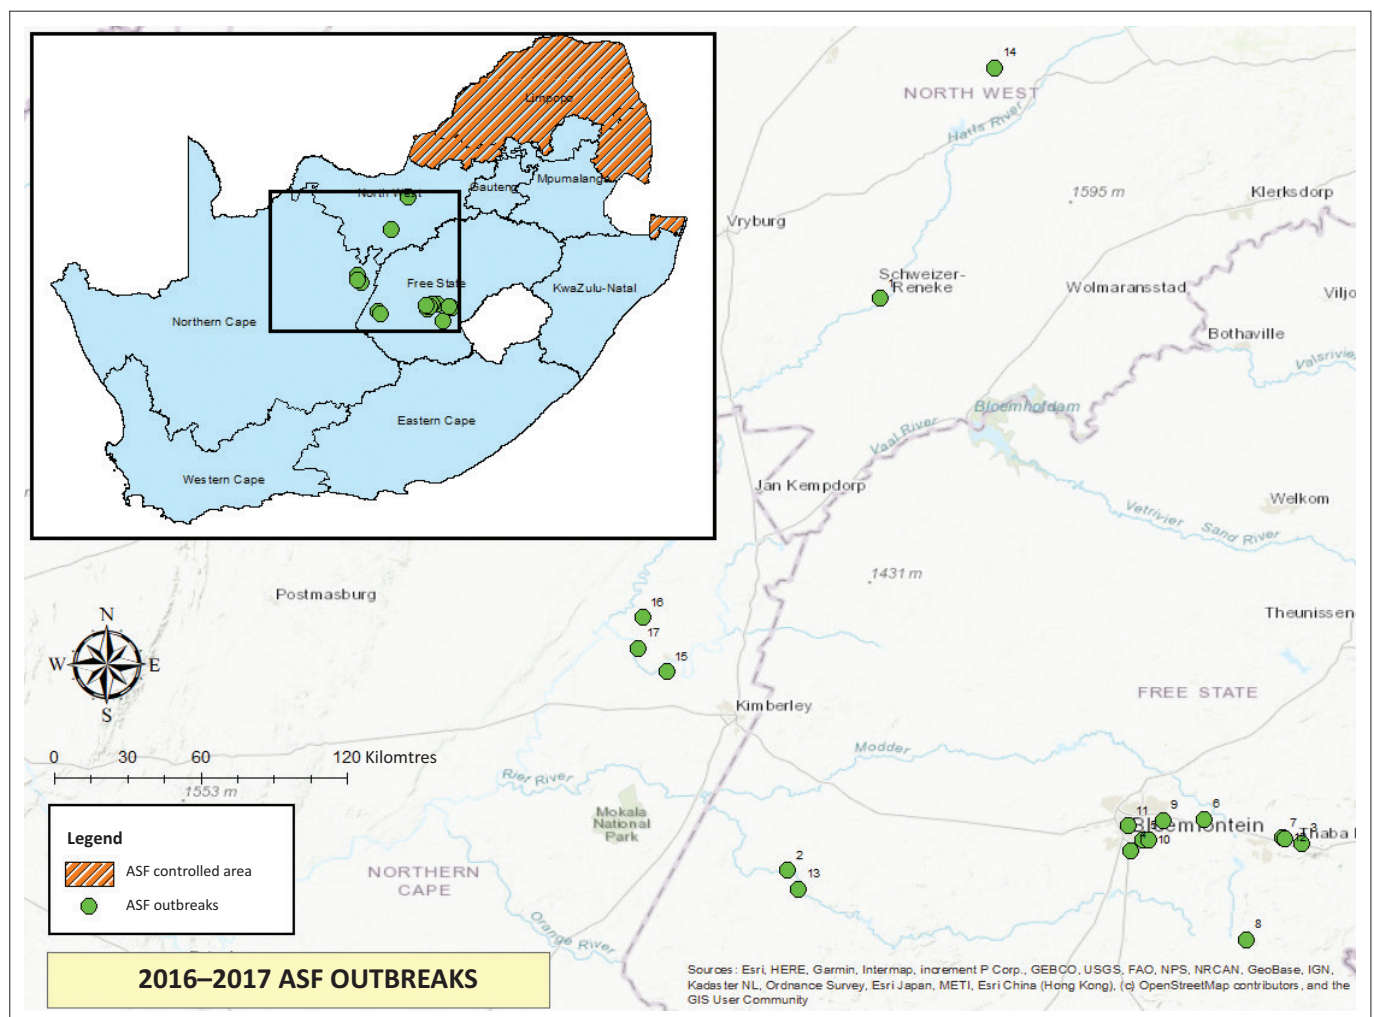 Limpopo
North West
Gauteng
Mpumalanga
Free State
KwaZulu-Natal
Northern Cape
Eastern Cape
Western Cape
14
NORTH WEST
Harts River
1595 m
Klerksdorp
Vryburg
Schweizer-
Reneke
1
Wolmaransstad
Viljo
Bothaville
Valsrivier
Bloemhofdam
Vaal River
Jan Kempdorp
Welkom
Vetrivier
Sand River
1431 m
Postmasburg
Theunissen
16
17
15
N
W
E
S
FREE STATE
Kimberley
0
30
60
120 Kilomtres
Modder
Rier River
1553 m
Mokala
National
Park
11
9
6
Bloemfontein
5
4
10
7
3
12
Thaba
2
13
NORTHERN
CAPE
Orange River
8
Legend
ASF controlled area
ASF outbreaks
2016–2017 ASF OUTBREAKS
Sources: Esri, HERE, Garmin, Intermap, increment P Corp., GEBCO, USGS, FAO, NPS, NRCAN, GeoBase, IGN,
Kadaster NL, Ordnance Survey, Esri Japan, METI, Esri China (Hong Kong), (c) OpenStreetMap contributors, and the
GIS User Community